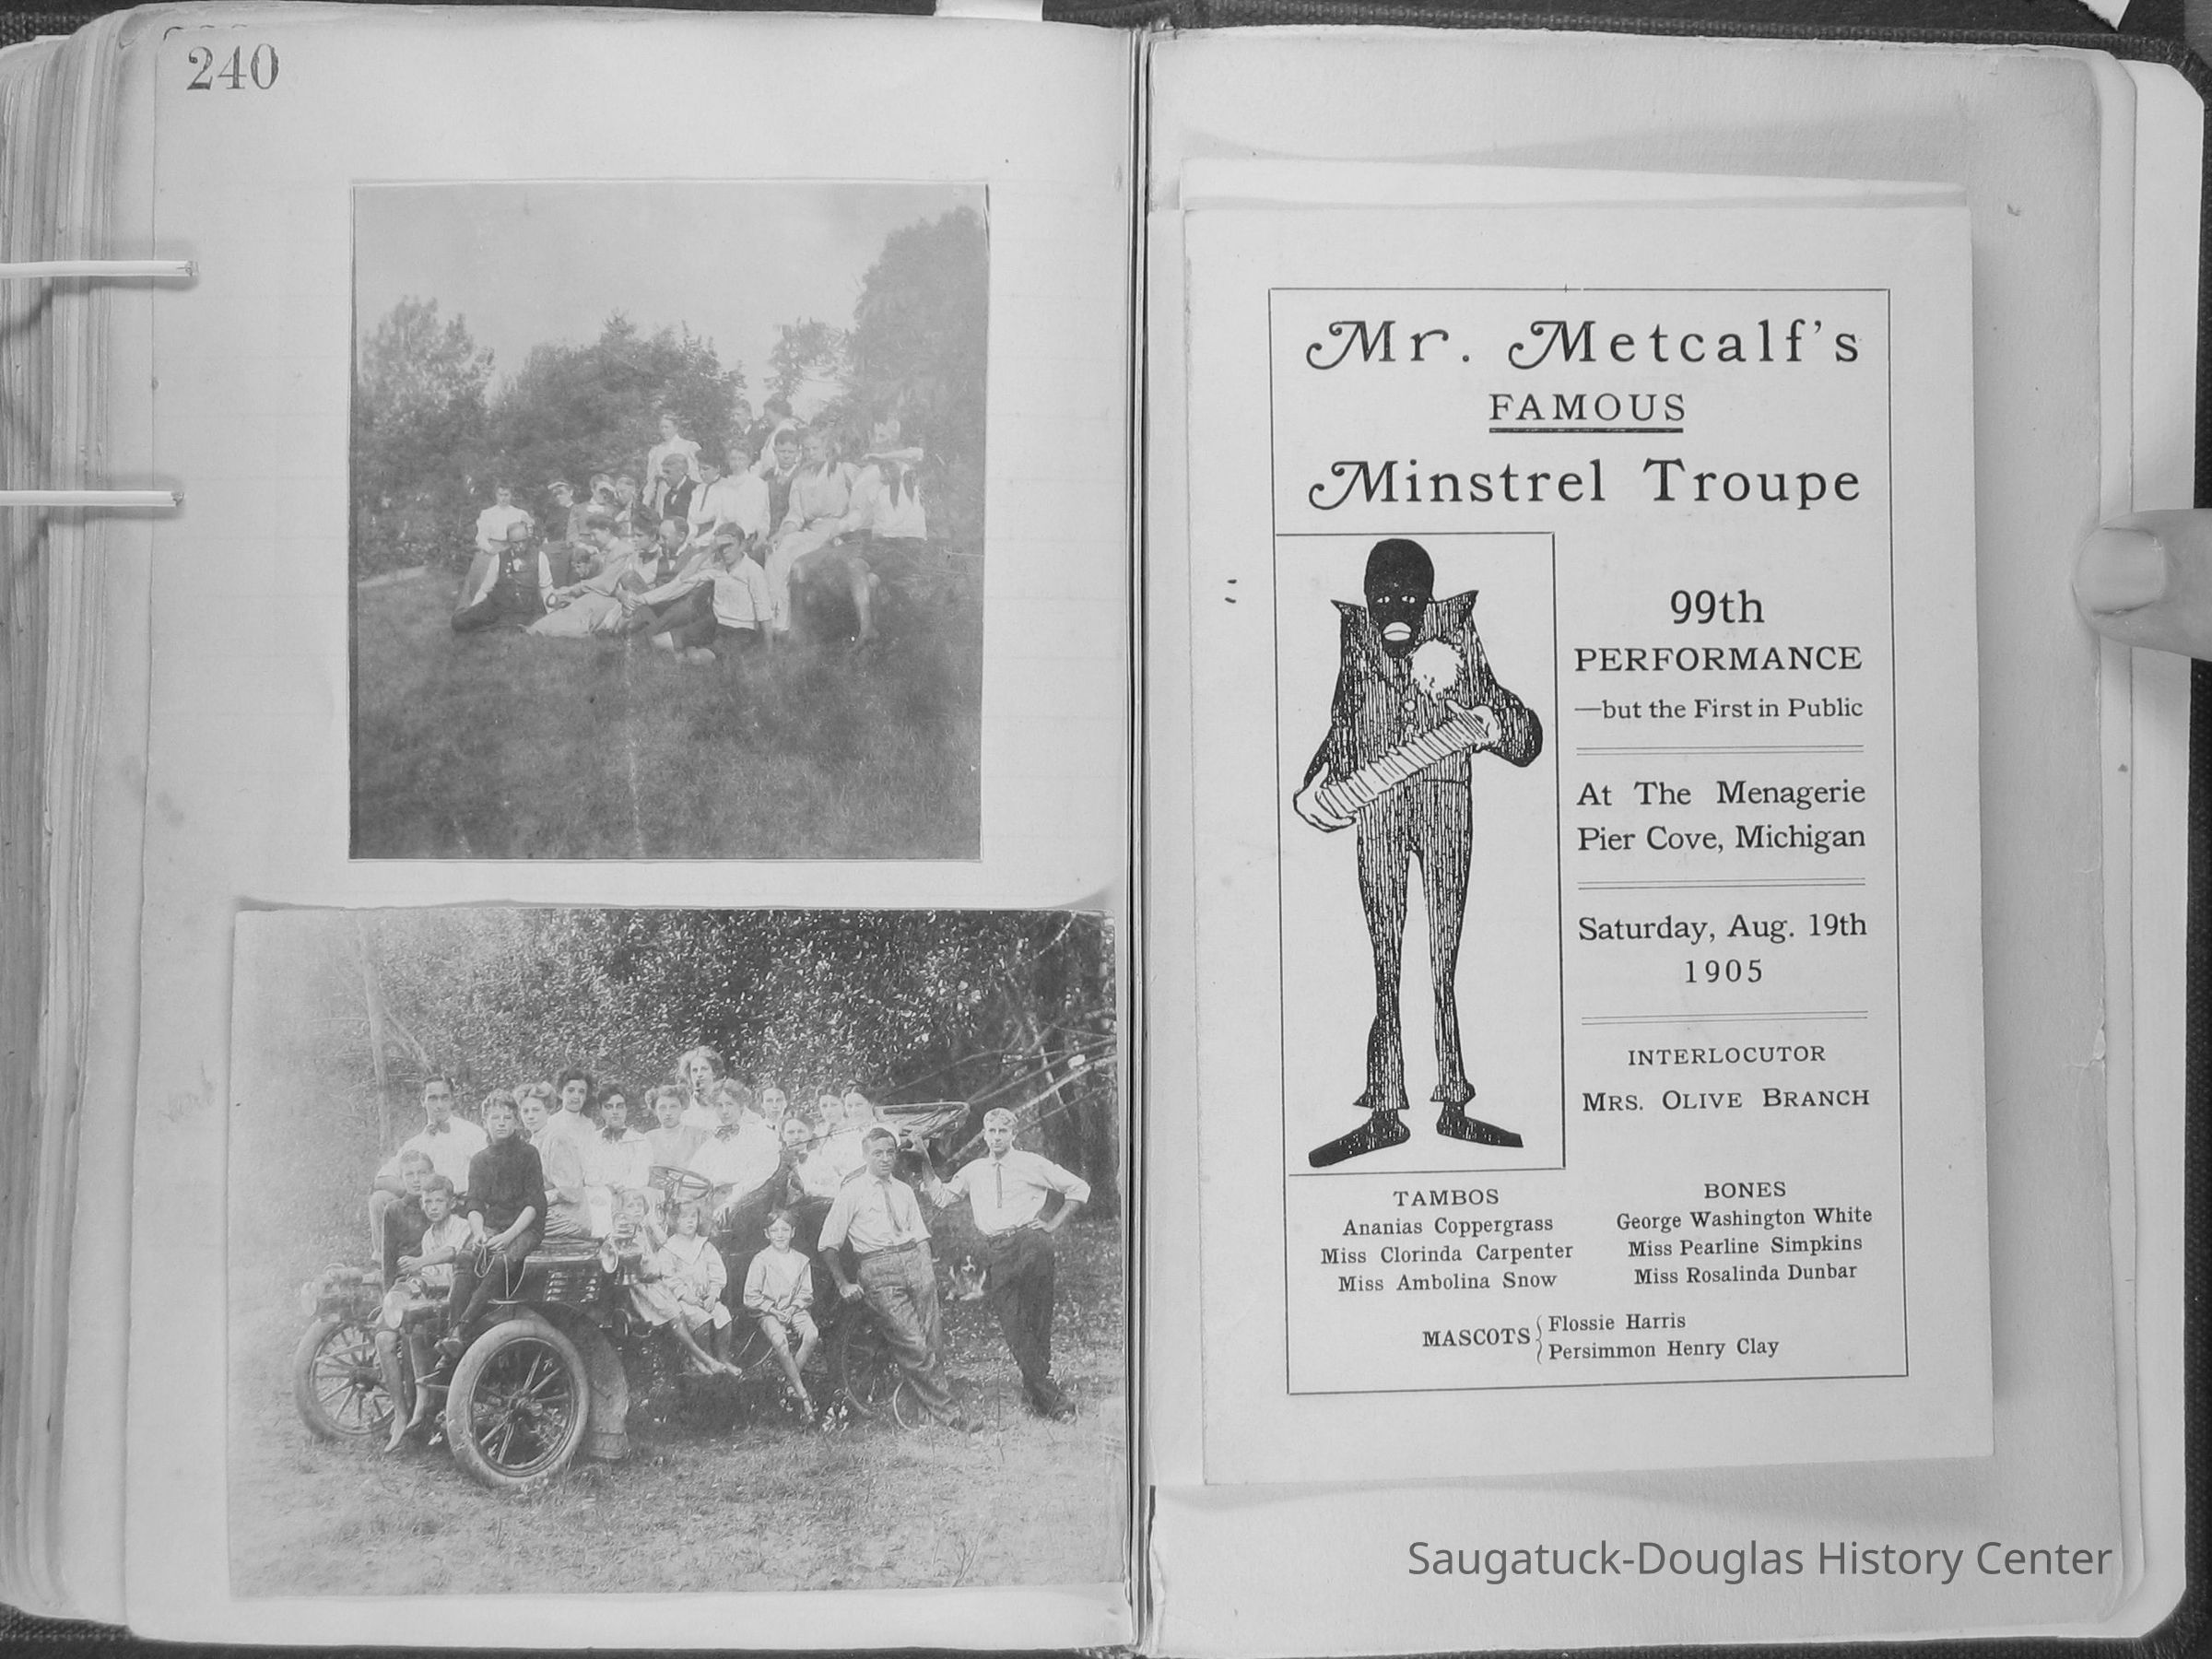 240
Mr. Metcalf's
FAMOUS
Minstrel Troupe
99th
PERFORMANCE
—but the First in Public
At The Menagerie
Pier Cove, Michigan
Saturday, Aug. 19th
1905
INTERLOCUTOR
MRS. OLIVE BRANCH
TAMBOS
Ananias Coppergrass
Miss Clorinda Carpenter
Miss Ambolina Snow
BONES
George Washington White
Miss Pearline Simpkins
Miss Rosalinda Dunbar
MASCOTS
Flossie Harris
Persimmon Henry Clay
Saugatuck-Douglas History Center